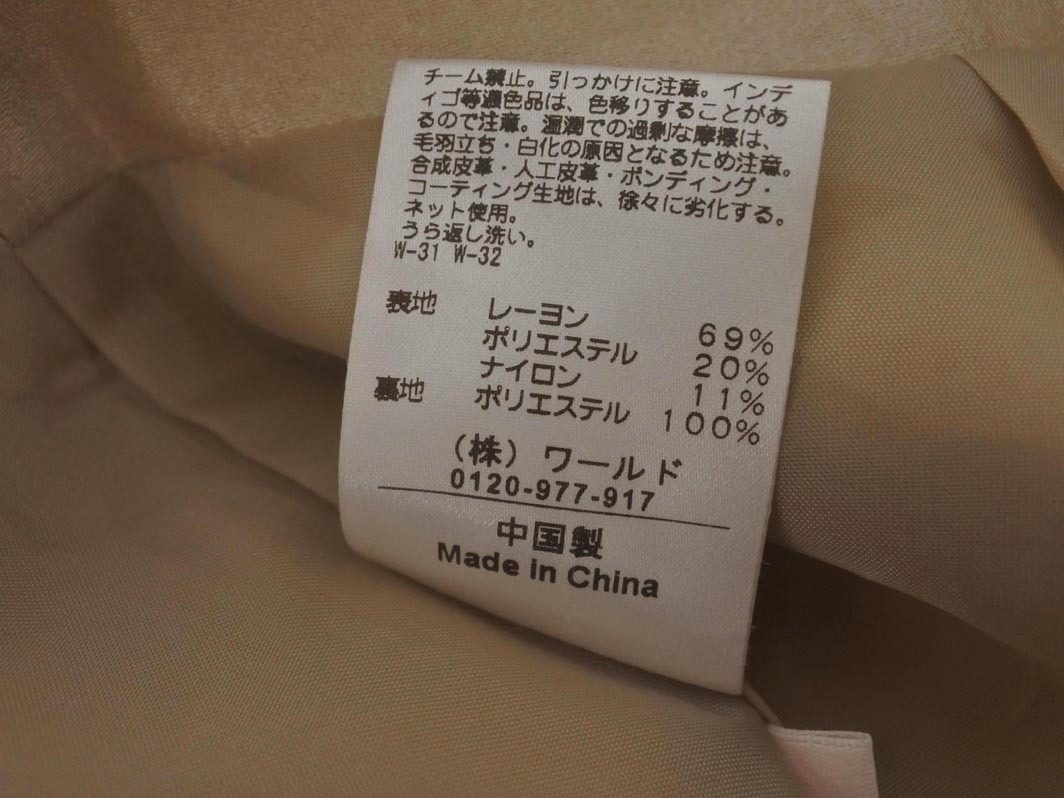 チーム禁止。引っかけに注意。インデ
ィゴ等濃色品は、色移りすることがあ
るので注意。湿潤での過剰な摩擦は、
毛羽立ち・白化の原因となるため注意。
合成皮革・人工皮革・ボンディング・
コーティング生地は、徐々に劣化する。
ネット使用。
うら返し洗い。
W-31 W-32
表地 レーヨン 69%
ポリエステル 20%
ナイロン 11%
裏地 ポリエステル 100%
（株）ワールド
0120-977-917
中国製
Made in China